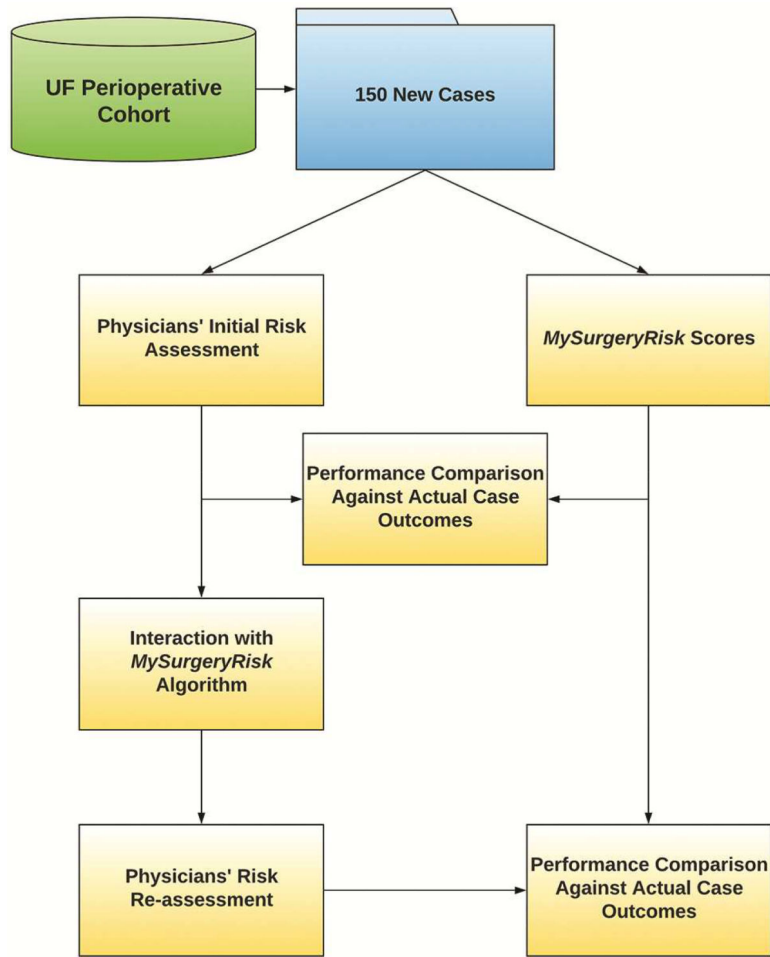 UF Perioperative
Cohort
150 New Cases
Physicians' Initial Risk
Assessment
MySurgeryRisk Scores
Performance Comparison
Against Actual Case
Outcomes
Interaction with
MySurgeryRisk
Algorithm
Physicians' Risk
Re-assessment
Performance Comparison
Against Actual Case
Outcomes